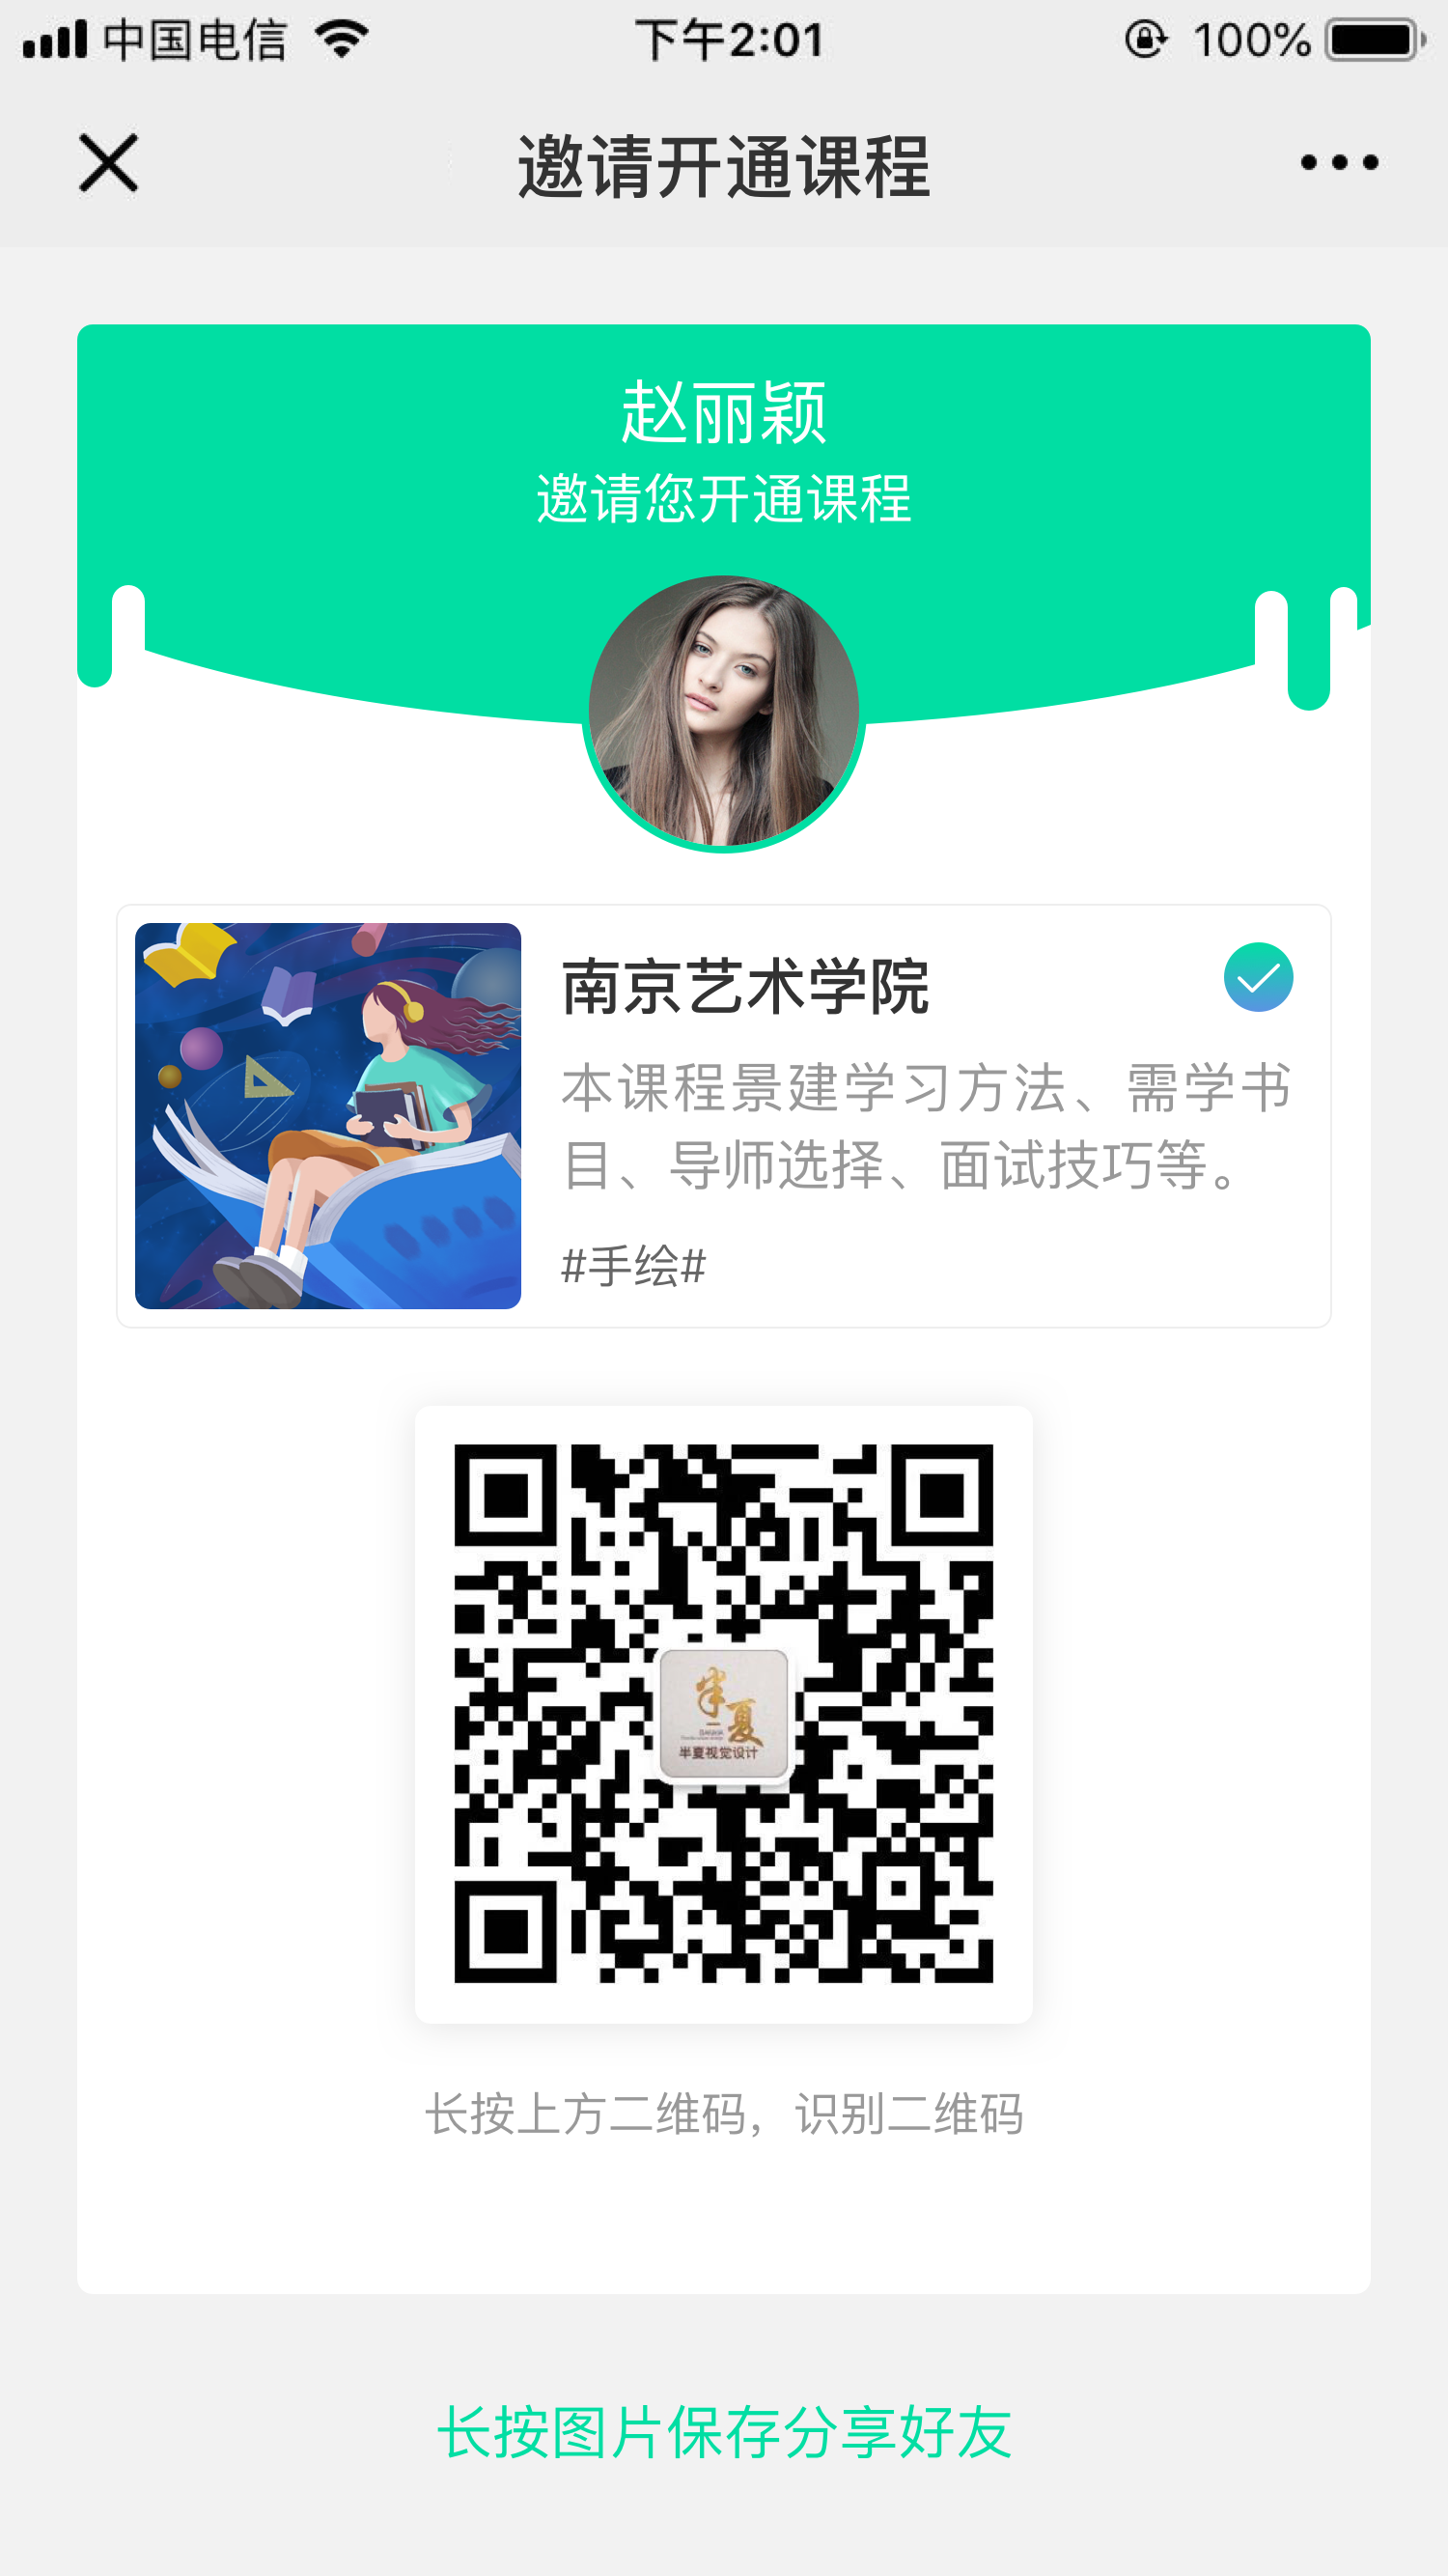 中国电信
下午2:01
100%
邀请开通课程
赵丽颖
邀请您开通课程
南京艺术学院
本课程景建学习方法、需学书
目、导师选择、面试技巧等。
#手绘#
半夏
半夏视觉设计
长按上方二维码，识别二维码
长按图片保存分享好友